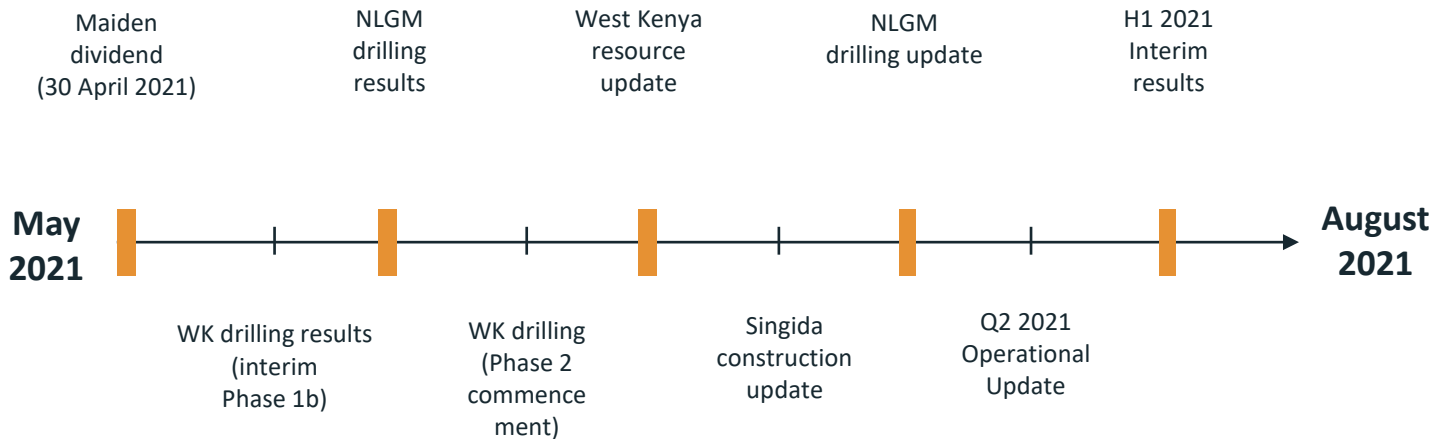 Maiden
dividend
(30 April 2021)
NLGM
drilling
results
West Kenya
resource
update
NLGM
drilling update
H1 2021
Interim
results
May
2021
August
2021
WK drilling results
(interim
Phase 1b)
WK drilling
(Phase 2
commence
ment)
Singida
construction
update
Q2 2021
Operational
Update